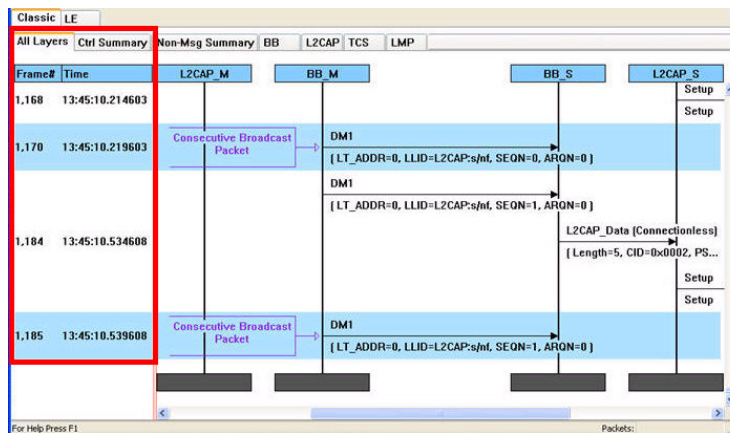 Classic LE
All Layers Ctrl Summary Non-Msg Summary BB L2CAP TCS LMP
Frame# Time L2CAP_M BB_M BB_S L2CAP_S
Setup
1,168 13:45:10.214603
Setup
Consecutive Broadcast Packet
DM1
1,170 13:45:10.219603
( LT_ADDR=0, LLID=L2CAP:s/nf, SEQN=0, ARQN=0 )
DM1
( LT_ADDR=0, LLID=L2CAP:s/nf, SEQN=1, ARQN=0 )
L2CAP_Data (Connectionless)
1,184 13:45:10.534608
( Length=5, CID=0x0002, PS...
Setup
Setup
Consecutive Broadcast Packet
DM1
1,185 13:45:10.539608
( LT_ADDR=0, LLID=L2CAP:s/nf, SEQN=1, ARQN=0 )
For Help Press F1 Packets: